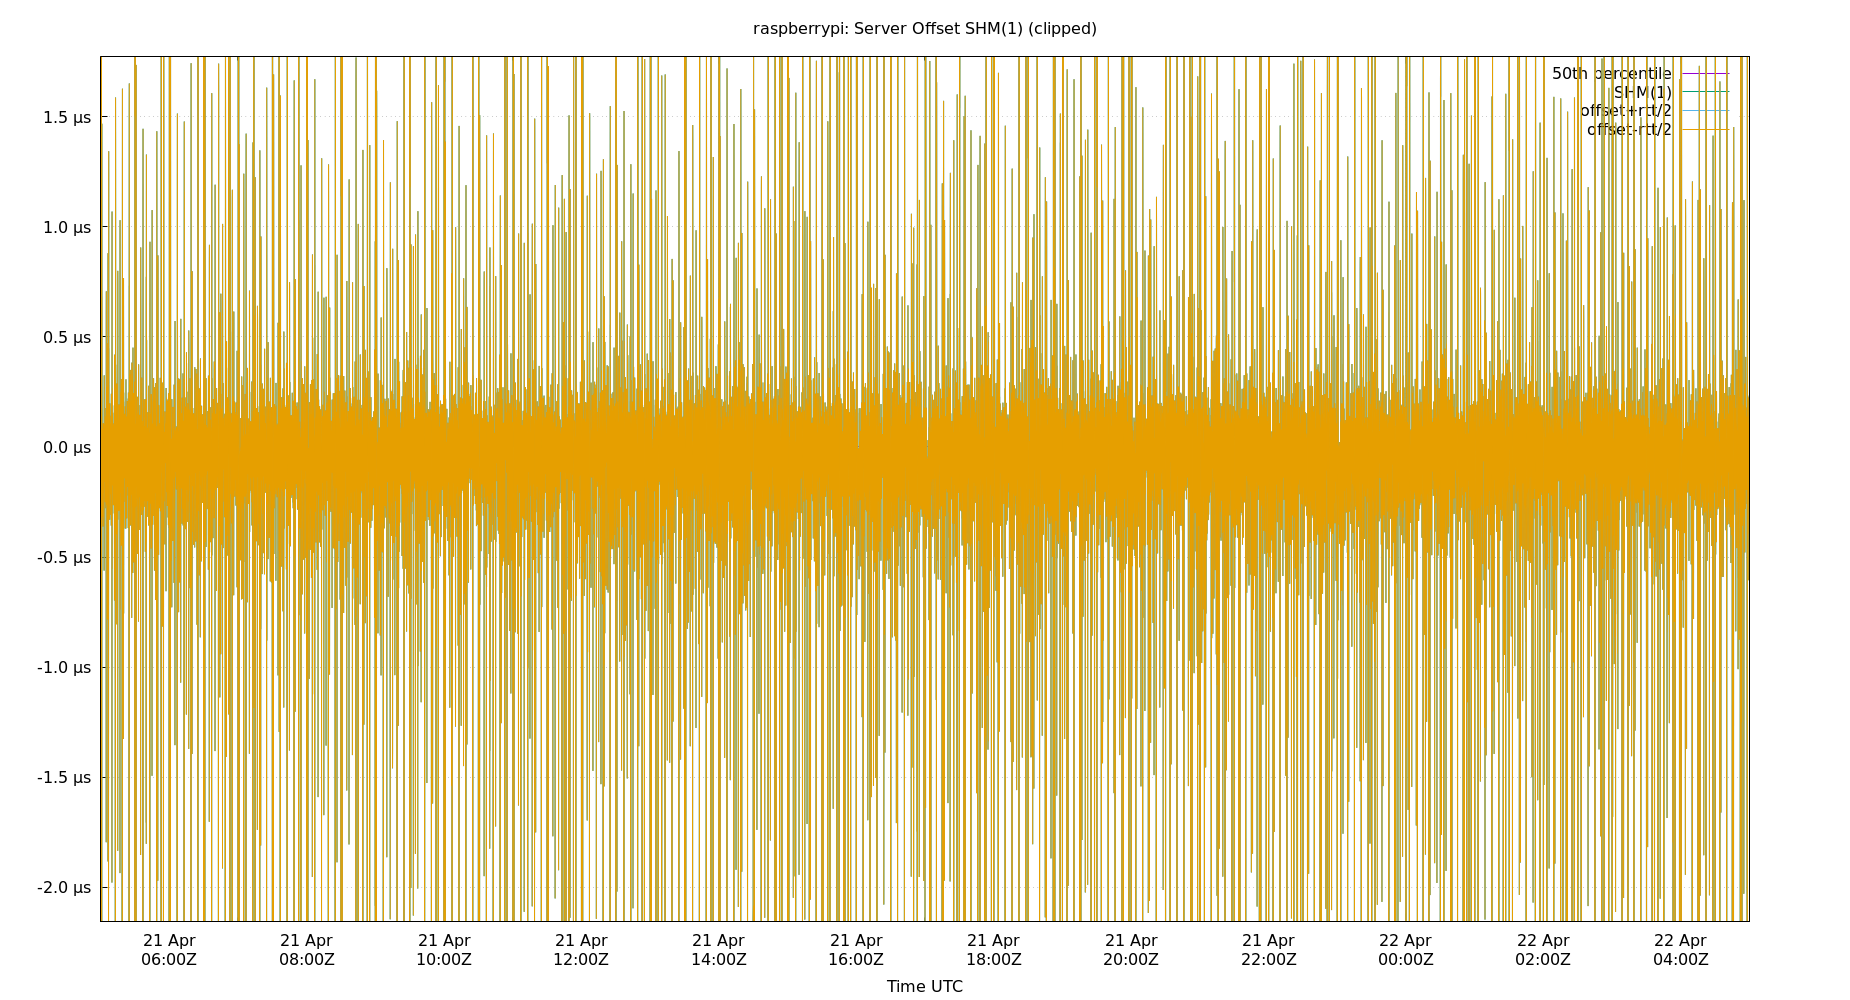 raspberrypi: Server Offset SHM(1) (clipped)
50th percentile
SHM(1)
offset+rtt/2
offset-rtt/2
1.5 µs
1.0 µs
0.5 µs
0.0 µs
-0.5 µs
-1.0 µs
-1.5 µs
-2.0 µs
21 Apr 21 Apr 21 Apr 21 Apr 21 Apr 21 Apr 21 Apr 21 Apr 21 Apr 22 Apr 22 Apr 22 Apr
06:00Z 08:00Z 10:00Z 12:00Z 14:00Z 16:00Z 18:00Z 20:00Z 22:00Z 00:00Z 02:00Z 04:00Z
Time UTC